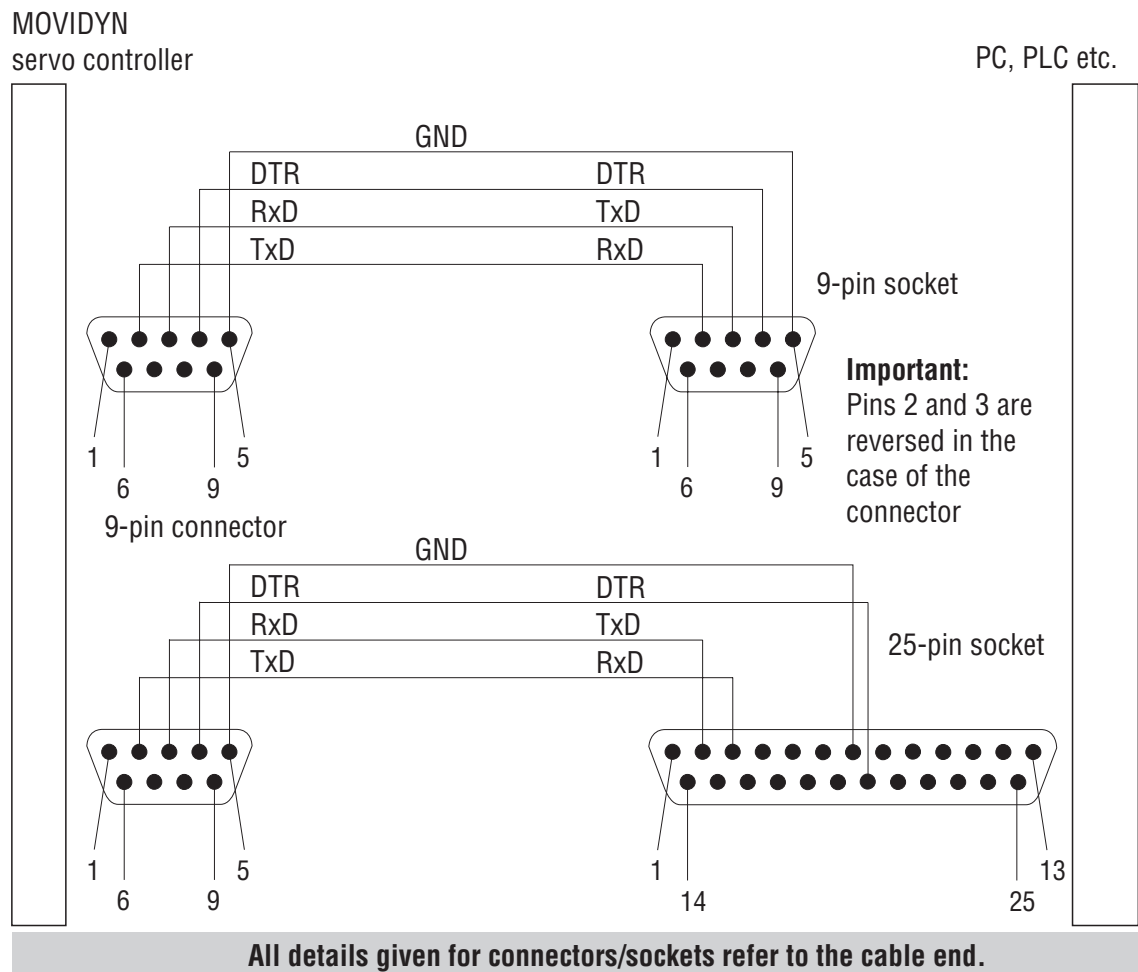 MOVIDYN
servo controller
PC, PLC etc.
GND
DTR DTR
RxD TxD
TxD RxD
9-pin socket
Important:
Pins 2 and 3 are
reversed in the
case of the
connector
1 5 1 5
6 9 6 9
9-pin connector
GND
DTR DTR
RxD TxD
TxD RxD
25-pin socket
1 5 1 13
6 9 14 25
All details given for connectors/sockets refer to the cable end.